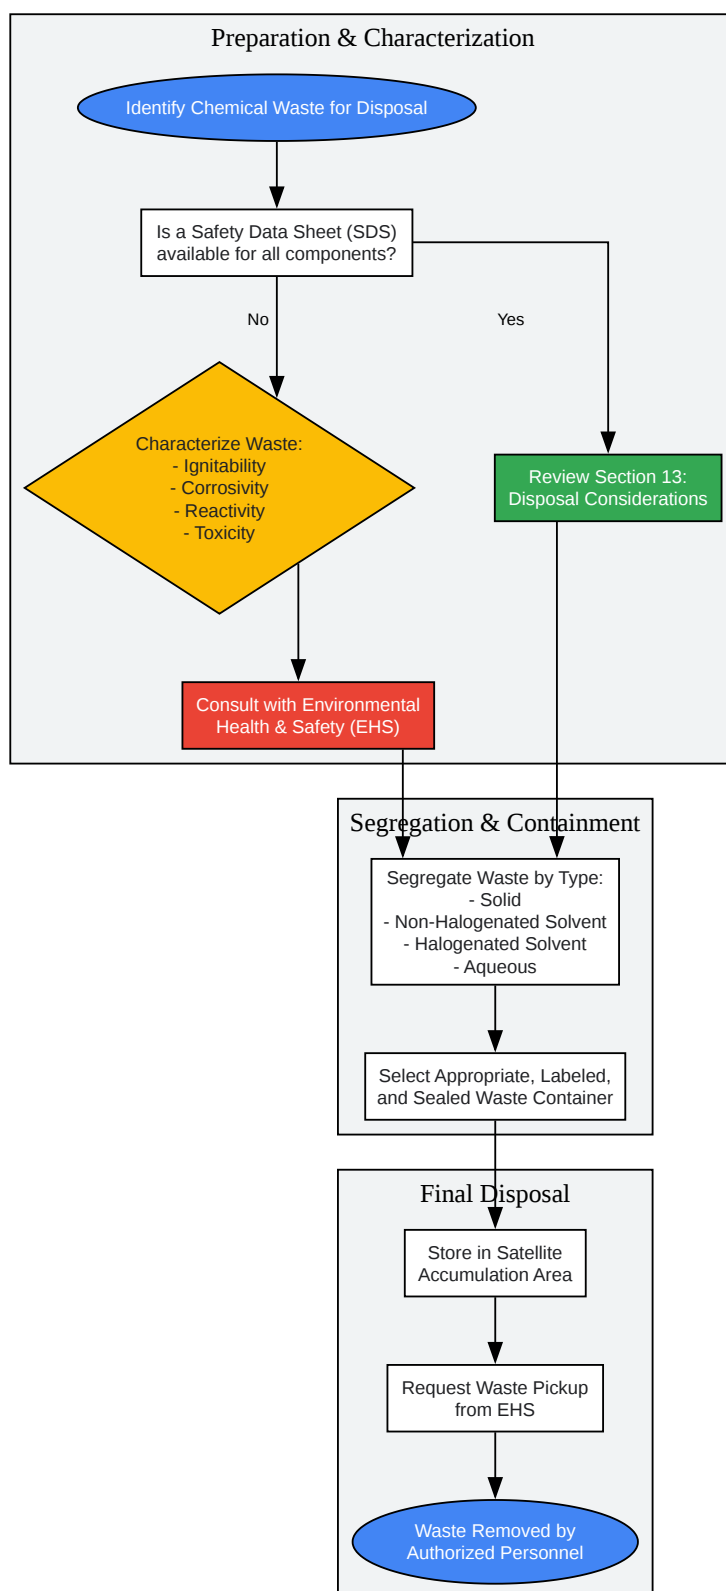 Preparation & Characterization
Identify Chemical Waste for Disposal
Is a Safety Data Sheet (SDS)
available for all components?
No
Yes
Characterize Waste:
- Ignitability
- Corrosivity
- Reactivity
- Toxicity
Review Section 13:
Disposal Considerations
Consult with Environmental
Health & Safety (EHS)
Segregation & Containment
Segregate Waste by Type:
- Solid
- Non-Halogenated Solvent
- Halogenated Solvent
- Aqueous
Select Appropriate, Labeled,
and Sealed Waste Container
Final Disposal
Store in Satellite
Accumulation Area
Request Waste Pickup
from EHS
Waste Removed by
Authorized Personnel